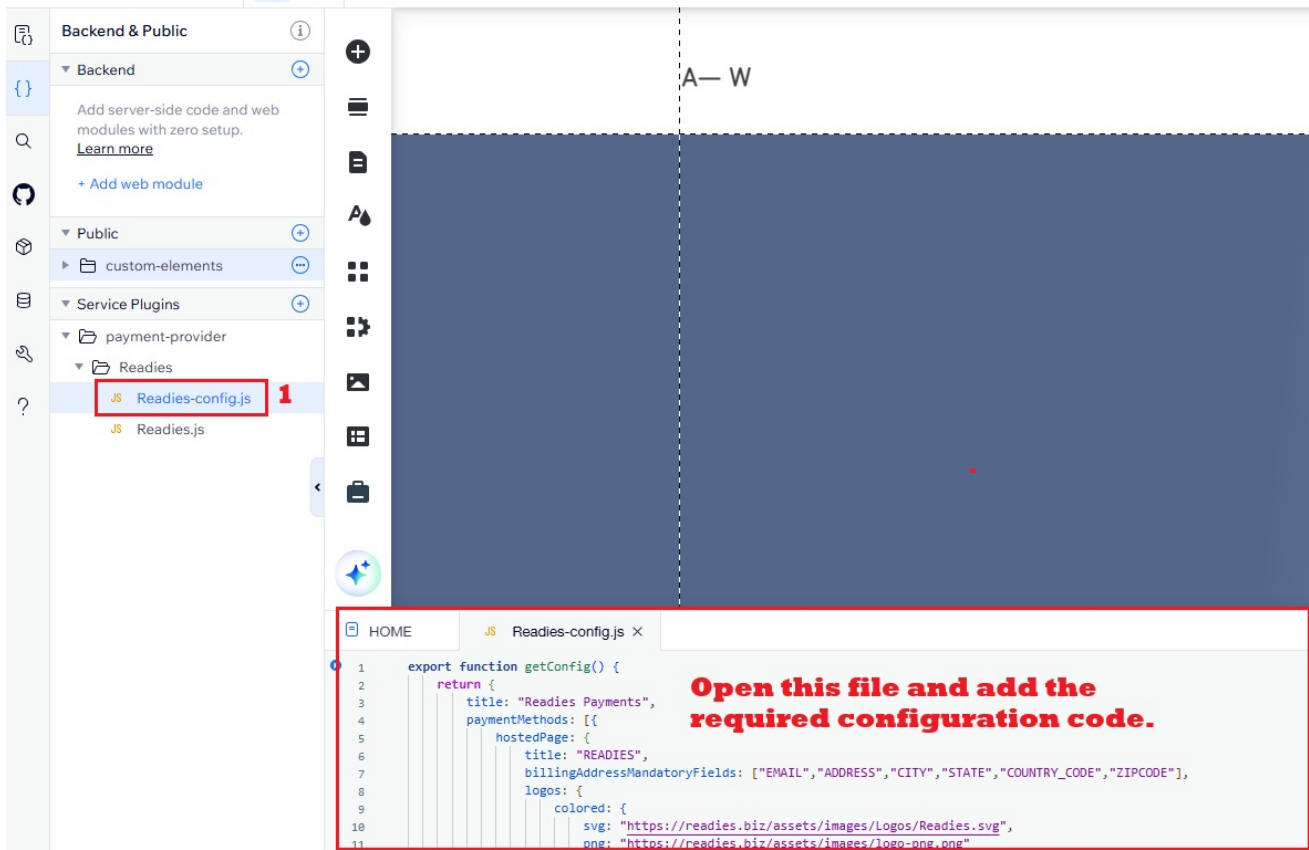 Backend & Public
Backend
Add server-side code and web
modules with zero setup.
Learn more
+ Add web module
Public
custom-elements
Service Plugins
payment-provider
Readies
JS Readies-config.js
1
JS Readies.js
A— W
HOME
JS Readies-config.js ×
1 export function getConfig() {
2 return {
3 title: "Readies Payments",
4 paymentMethods: [{
5 hostedPage: {
6 title: "READIES",
7 billingAddressMandatoryFields: ["EMAIL","ADDRESS","CITY","STATE","COUNTRY_CODE","ZIPCODE"],
8 logos: {
9 colored: {
10 svg: "https://readies.biz/assets/images/Logos/Readies.svg",
11 png: "https://readies.biz/assets/images/logo-png.png"
Open this file and add the
required configuration code.